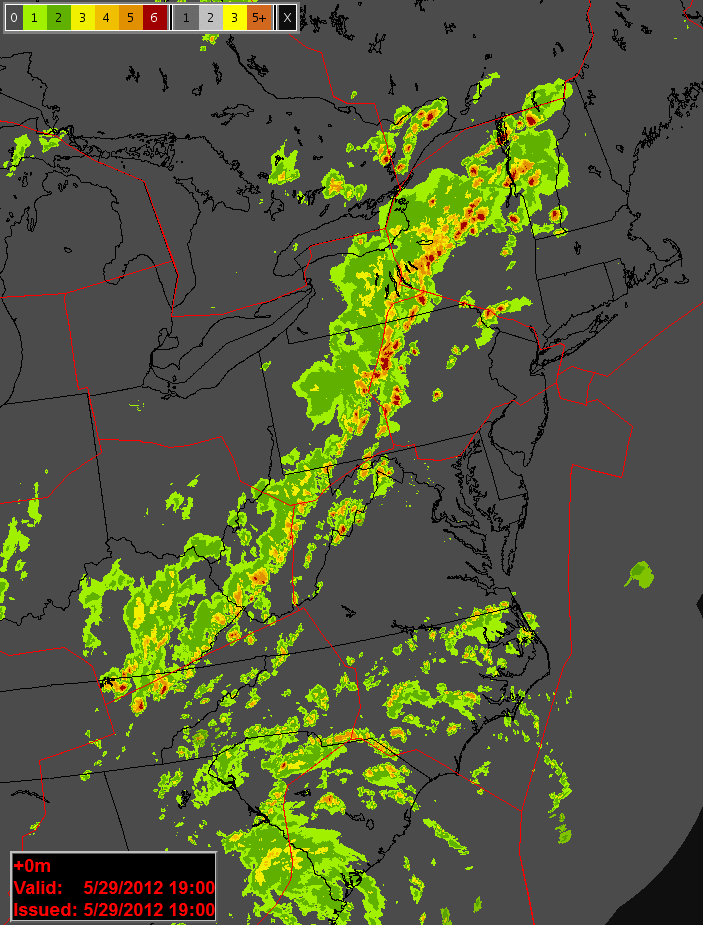 0 1 2 3 4 5 6 1 2 3 5+ X
+0m
Valid: 5/29/2012 19:00
Issued: 5/29/2012 19:00